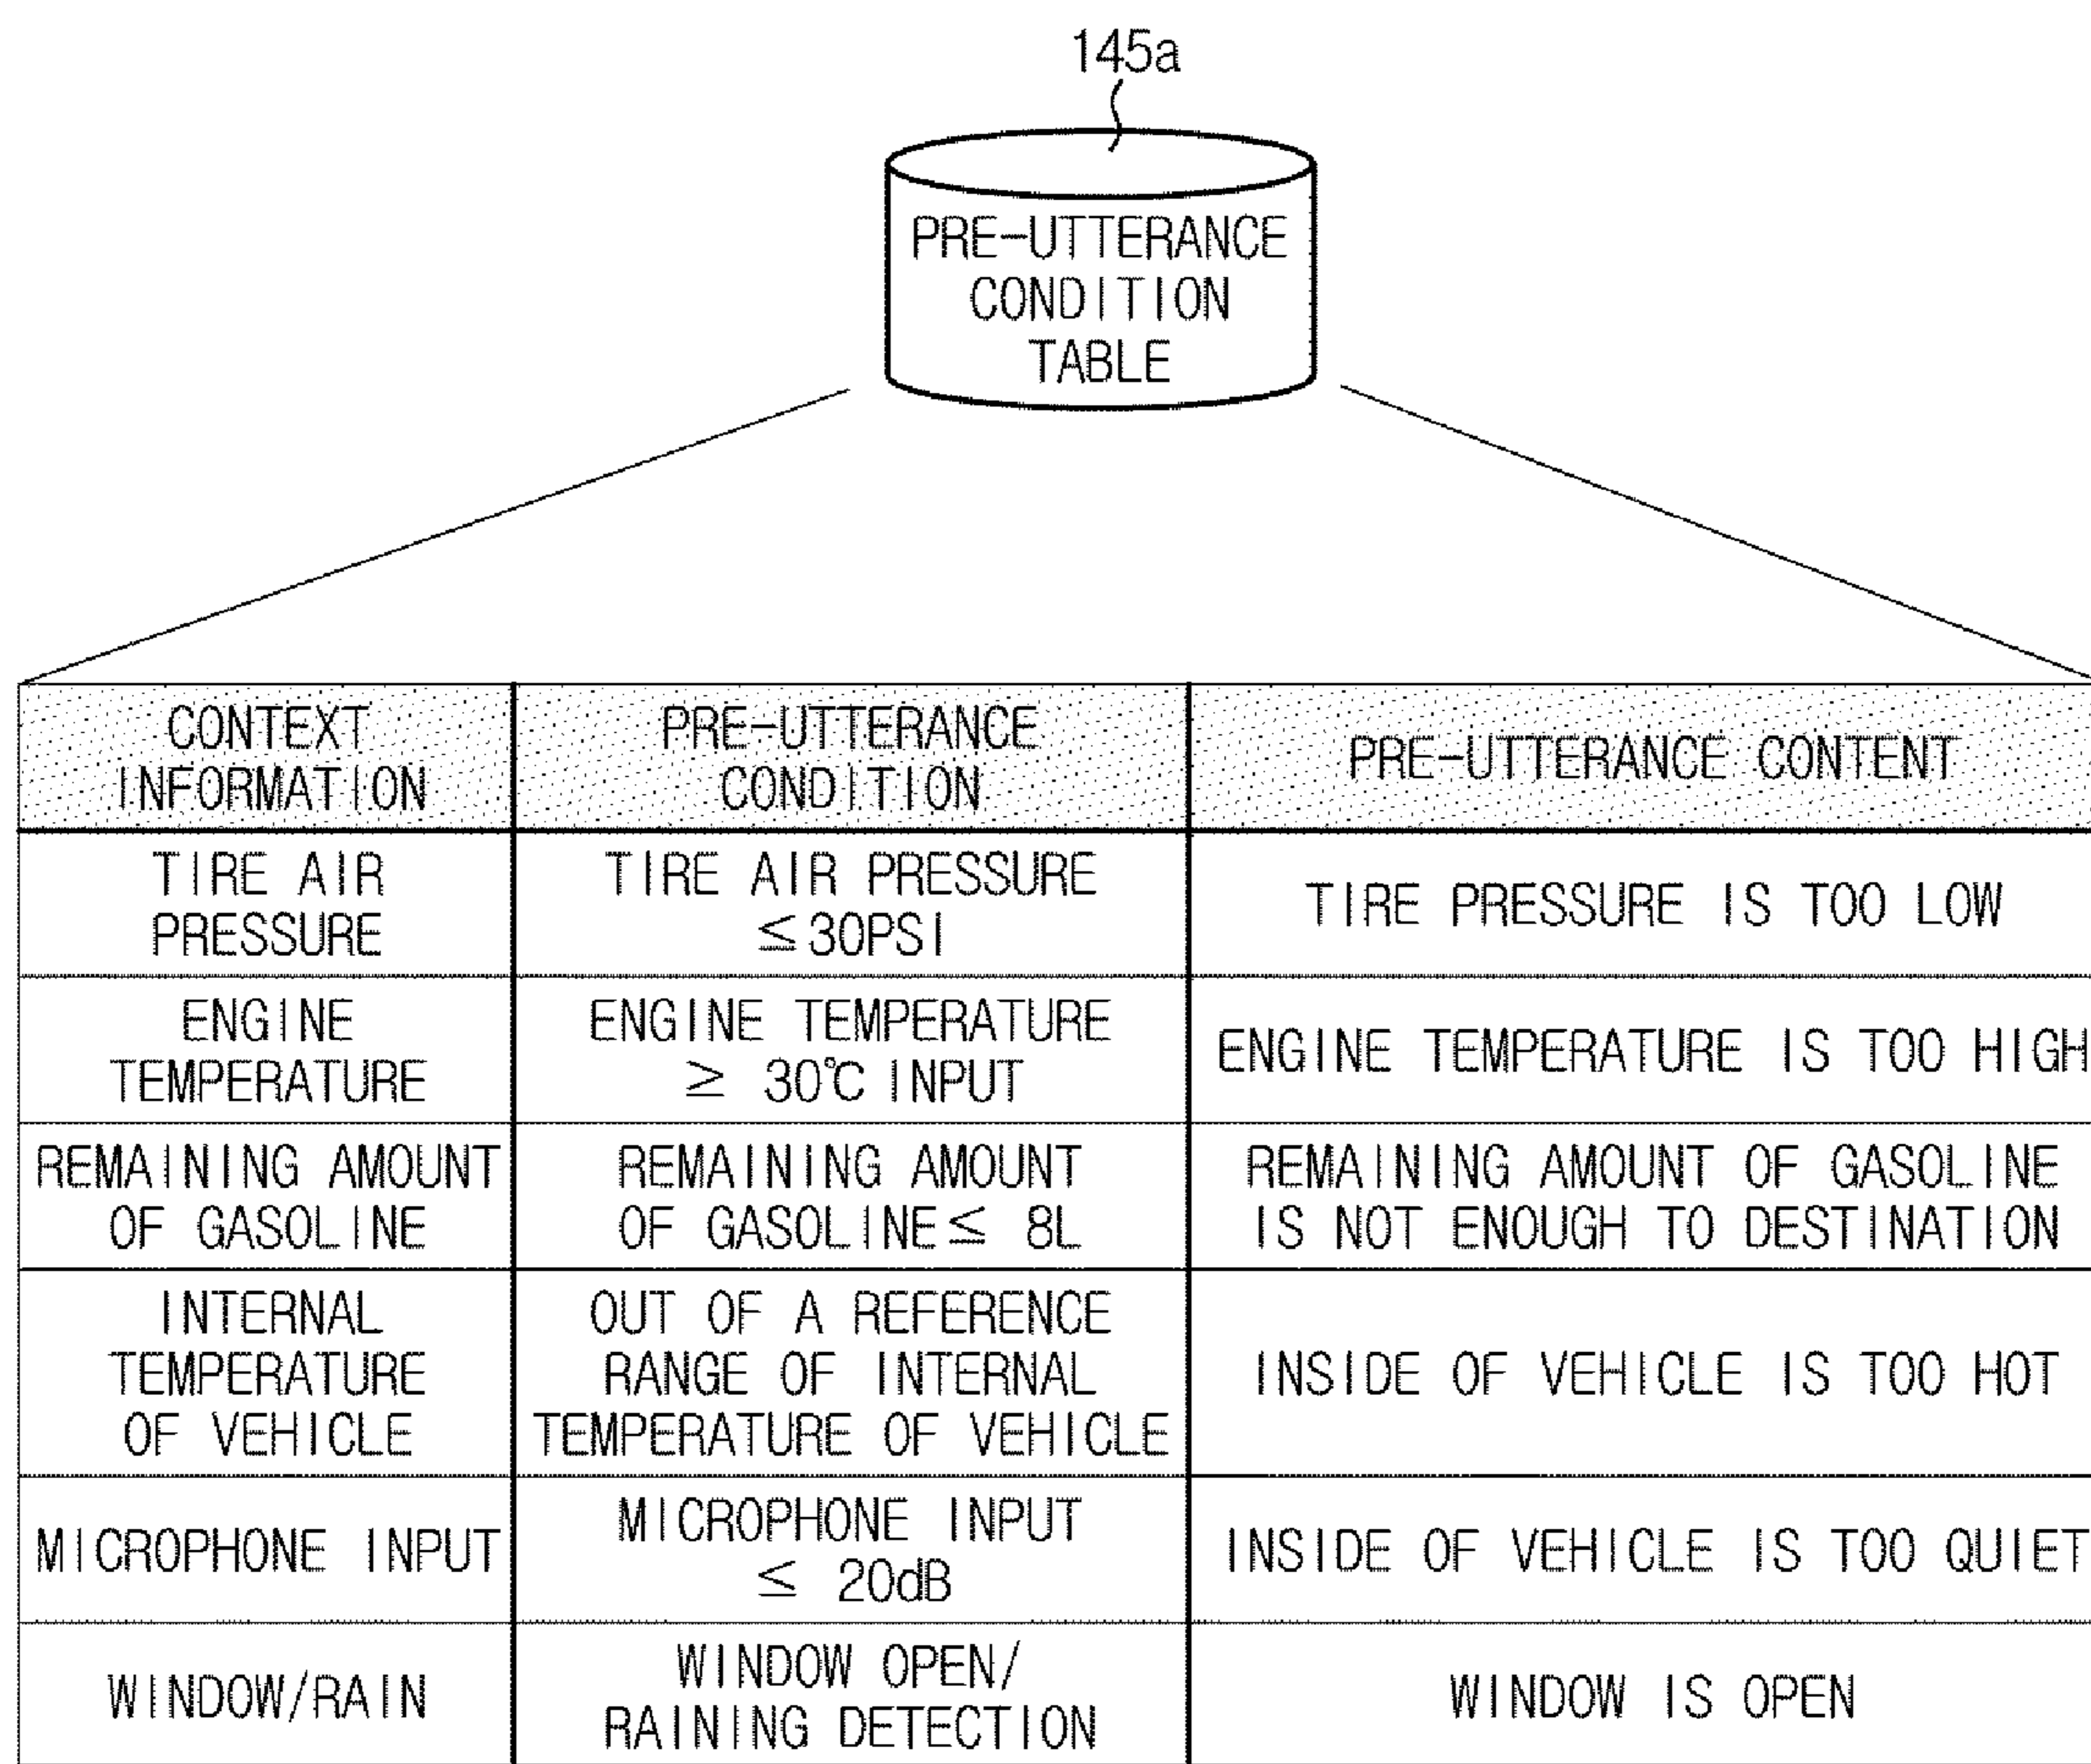 145a
PRE-UTTERANCE
CONDITION
TABLE
CONTEXT
INFORMATION
PRE-UTTERANCE
CONDITION
PRE-UTTERANCE CONTENT
TIRE AIR
PRESSURE
TIRE AIR PRESSURE
≤30PSI
TIRE PRESSURE IS TOO LOW
ENGINE
TEMPERATURE
ENGINE TEMPERATURE
≥ 30℃ INPUT
ENGINE TEMPERATURE IS TOO HIGH
REMAINING AMOUNT
OF GASOLINE
REMAINING AMOUNT
OF GASOLINE≤ 8L
REMAINING AMOUNT OF GASOLINE
IS NOT ENOUGH TO DESTINATION
INTERNAL
TEMPERATURE
OF VEHICLE
OUT OF A REFERENCE
RANGE OF INTERNAL
TEMPERATURE OF VEHICLE
INSIDE OF VEHICLE IS TOO HOT
MICROPHONE INPUT
MICROPHONE INPUT
≤ 20dB
INSIDE OF VEHICLE IS TOO QUIET
WINDOW/RAIN
WINDOW OPEN/
RAINING DETECTION
WINDOW IS OPEN